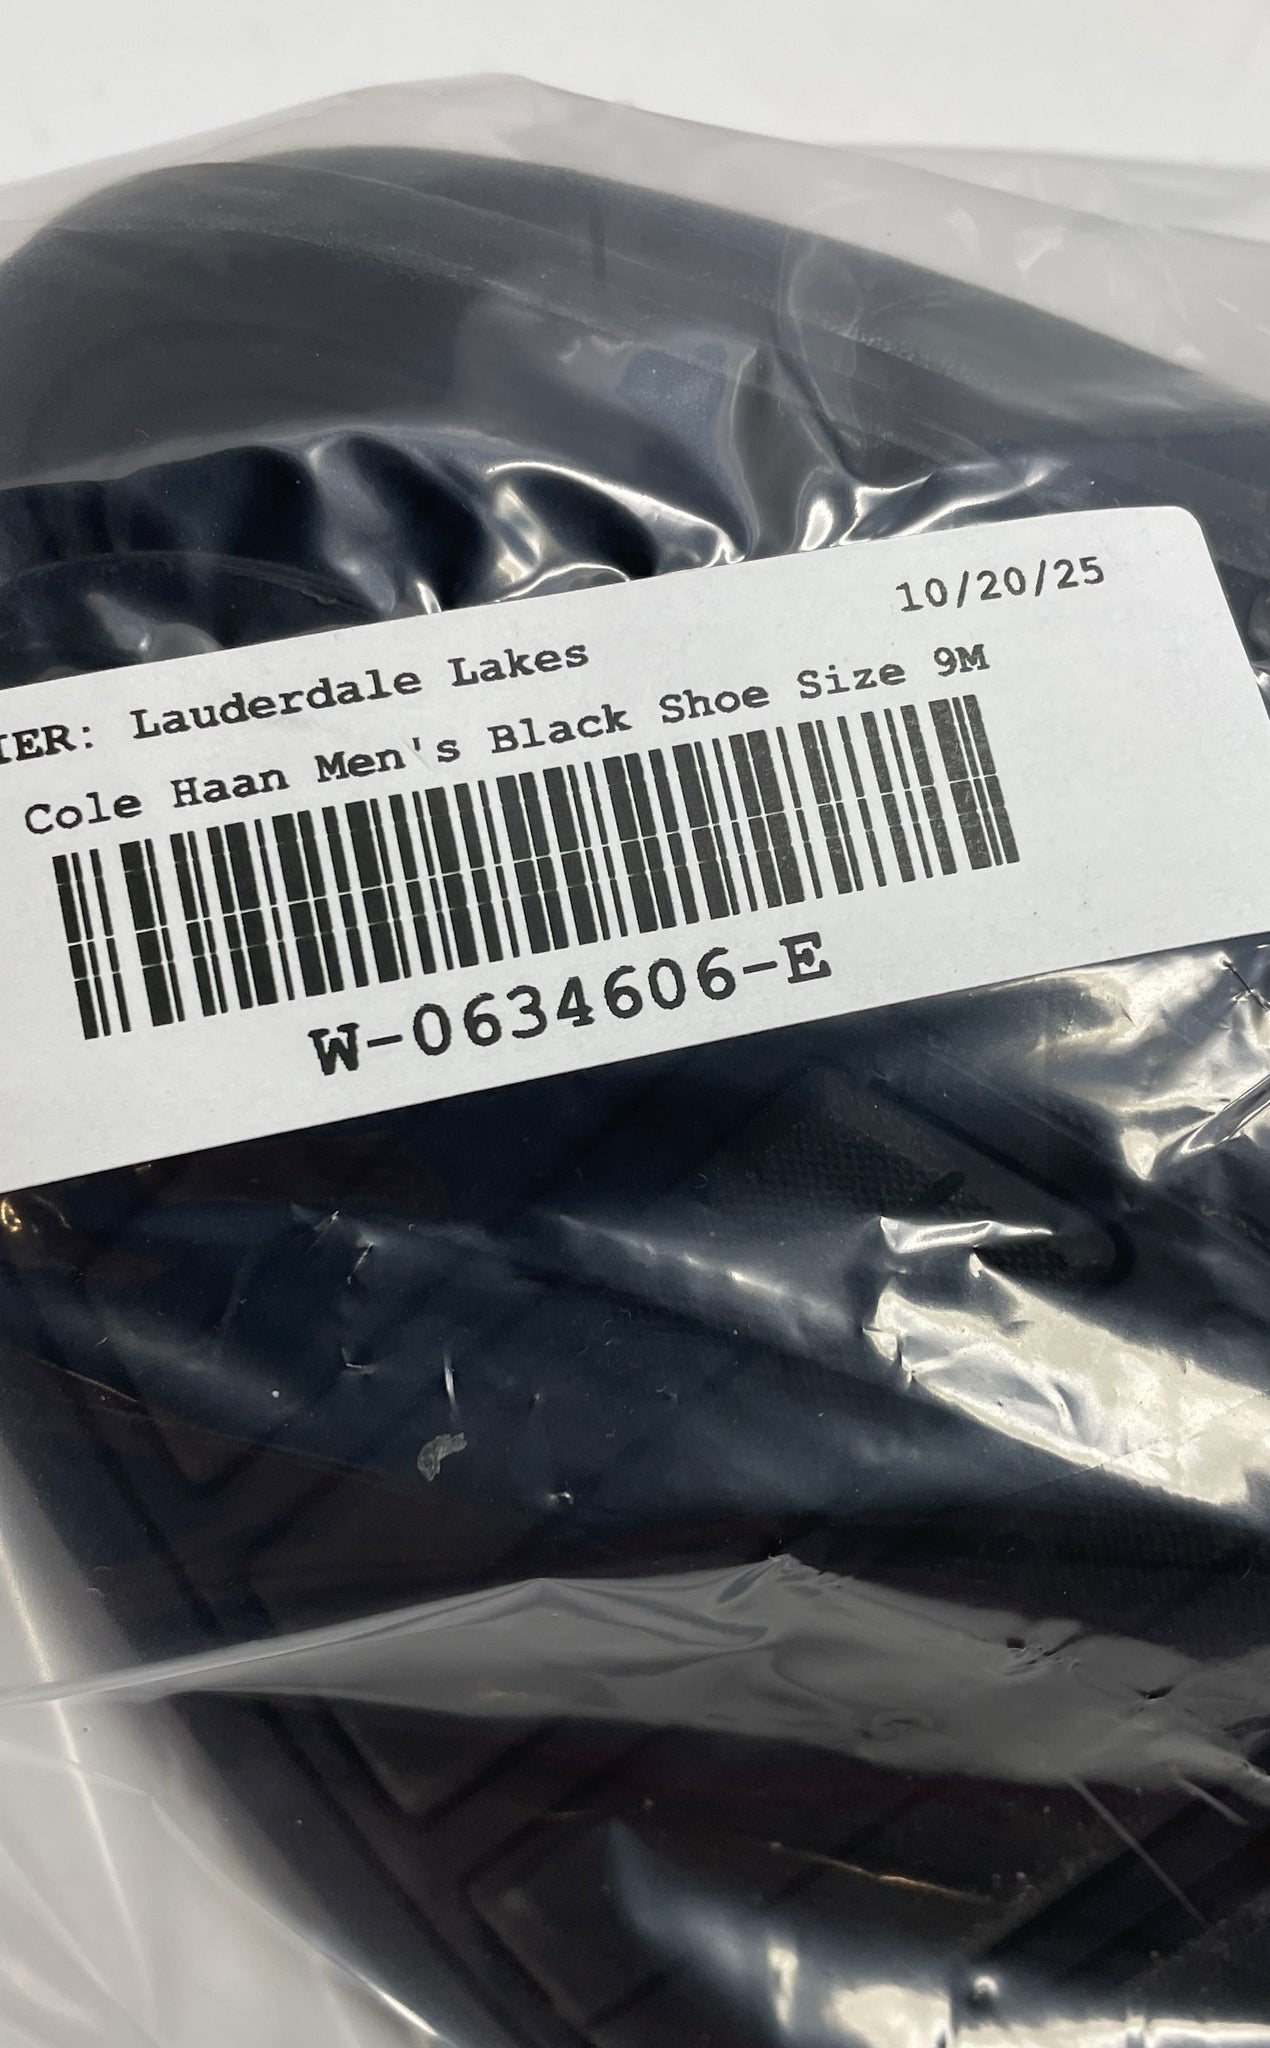 10/20/25
IER: Lauderdale Lakes
Cole Haan Men's Black Shoe Size 9M
W-0634606-E